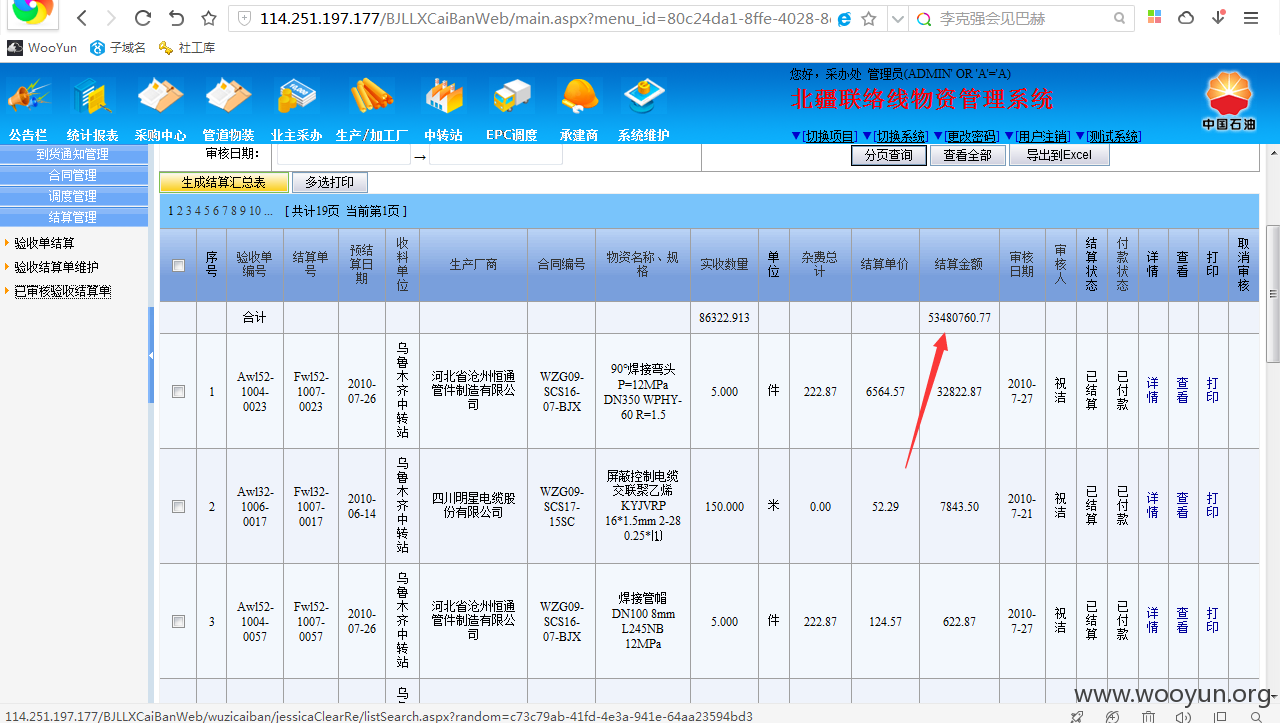 114.251.197.177/BJLLXCaiBanWeb/main.aspx?menu_id=80c24dd1-8ffe-4028-8
李克强会见巴赫
WooYun 子域名 社工库
您好，采办处 管理员(ADMIN' OR 'A'='A)
北疆联络线物资管理系统
中国石油
公告栏 统计报表 采购中心 管道物装 业主采办 生产/加工厂 中转站 EPC调度 承建商 系统维护
▼[切换项目] ▼[切换系统] ▼[更改密码] ▼[用户注销] ▼[测试系统]
到货通知管理
合同管理
调度管理
结算管理
验收单结算
验收结算单维护
已审核验收结算单
审核日期： →
分页查询 查看全部 导出到Excel
生成结算汇总表 多选打印
1 2 3 4 5 6 7 8 9 10 ... [ 共计19页 当前第1页 ]
序号 验收单编号 结算单号 预结算日期 收料单位 生产厂商 合同编号 物资名称、规格 实收数量 单位 杂费总计 结算单价 结算金额 审核日期 审核人 结算状态 付款状态 详情 查看 打印 取消审核
合计 86322.913 53480760.77
1 Awl52-1004-0023 Fwl52-1007-0023 2010-07-26 乌鲁木齐中转站 河北省沧州恒通管件制造有限公司 WZG09-SCS16-07-BJX 90°焊接弯头 P=12MPa DN350 WPHY-60 R=1.5 5.000 件 222.87 6564.57 32822.87 2010-7-27 祝洁 已结算 已付款 详情 查看 打印
2 Awl32-1006-0017 Fwl32-1007-0017 2010-06-14 乌鲁木齐中转站 四川明星电缆股份有限公司 WZG09-SCS17-15SC 屏蔽控制电缆 交联聚乙烯 KYJVRP 16*1.5mm 2-28 0.25*[1] 150.000 米 0.00 52.29 7843.50 2010-7-21 祝洁 已结算 已付款 详情 查看 打印
3 Awl52-1004-0057 Fwl52-1007-0057 2010-07-26 乌鲁木齐中转站 河北省沧州恒通管件制造有限公司 WZG09-SCS16-07-BJX 焊接管帽 DN100 8mm L245NB 12MPa 5.000 件 222.87 124.57 622.87 2010-7-27 祝洁 已结算 已付款 详情 查看 打印
乌
www.wooyun.org
114.251.197.177/BJLLXCaiBanWeb/wuzicaiban/jessicaClearRe/listSearch.aspx?random=c73c79ab-41fd-4e3a-941e-64aa23594bd3